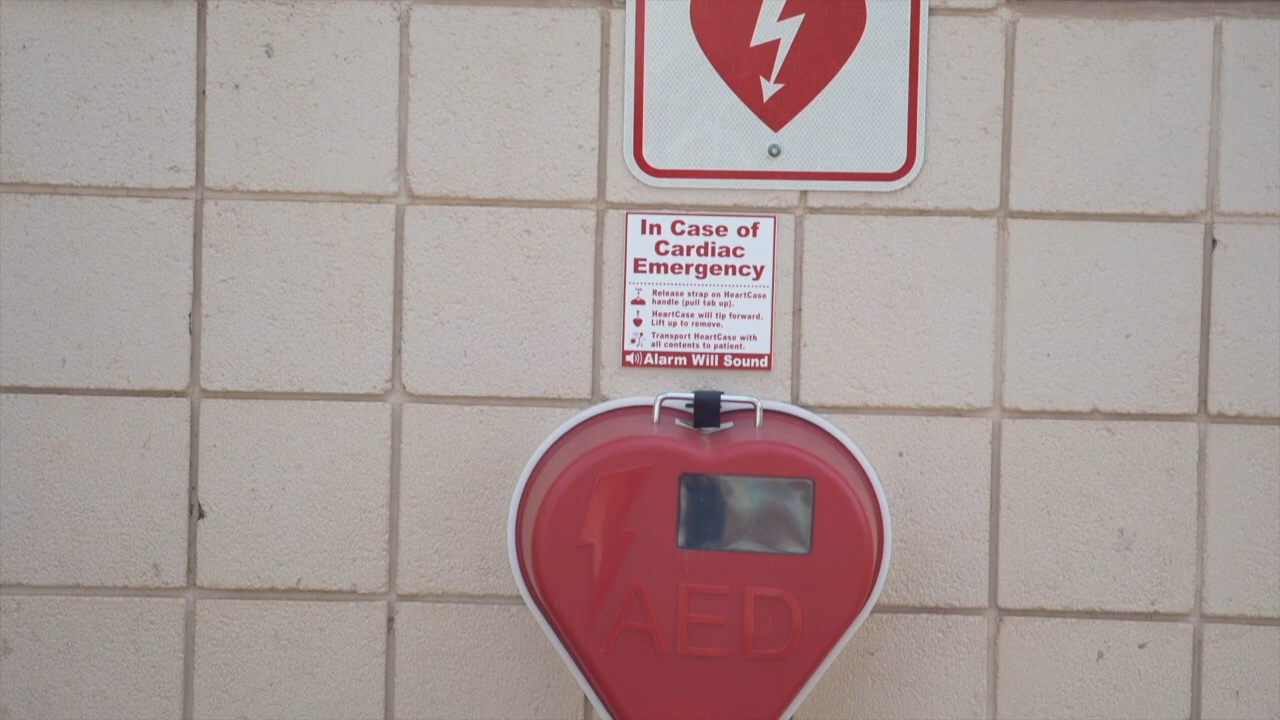 In Case of
Cardiac
Emergency
Release strap on HeartCase
handle (pull tab up).
HeartCase will tip forward.
Lift up to remove.
Transport HeartCase with
all contents to patient.
Alarm Will Sound
AED